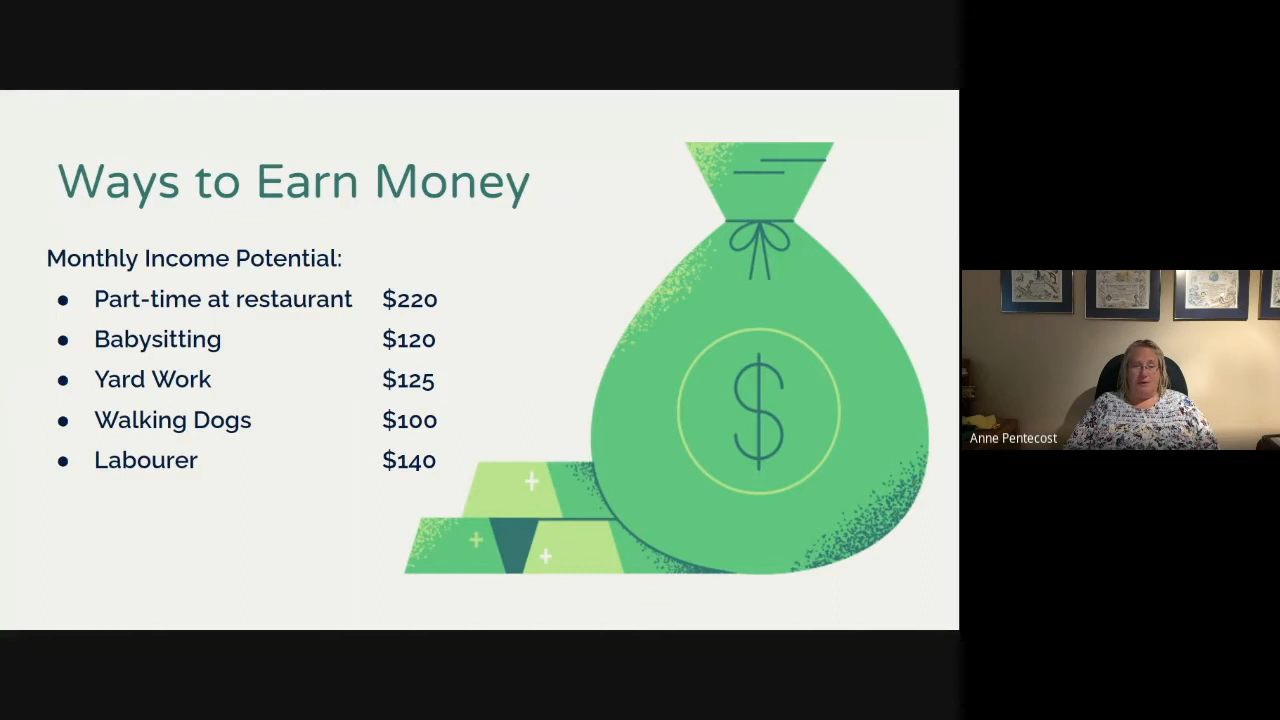 Ways to Earn Money
Monthly Income Potential:
● Part-time at restaurant $220
● Babysitting $120
● Yard Work $125
● Walking Dogs $100
● Labourer $140
$
Anne Pentecost